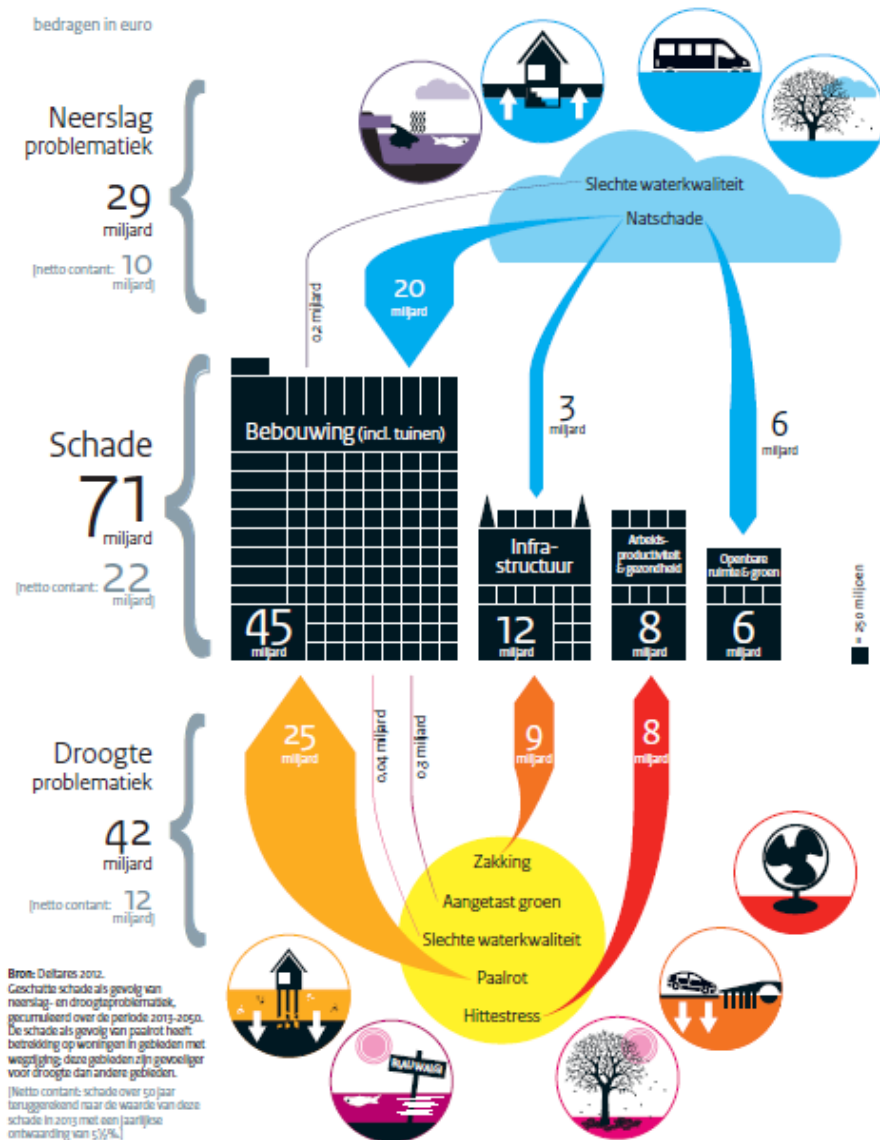 bedragen in euro
Neerslag
problematiek
29
miljard
[netto contant: 10
miljard]
Slechte waterkwaliteit
Natschade
0,2 miljard
20
miljard
3
miljard
6
miljard
Schade
71
miljard
[netto contant: 22
miljard]
Bebouwing (incl. tuinen)
45
miljard
Infra-
structuur
12
miljard
Arbeids-
productiviteit
& gezondheid
8
miljard
Openbare
ruimte & groen
6
miljard
= 250 miljoen
Droogte
problematiek
42
miljard
[netto contant: 12
miljard]
25
miljard
0,04 miljard
0,8 miljard
9
miljard
8
miljard
Zakking
Aangetast groen
Slechte waterkwaliteit
Paalrot
Hittestress
BLAUWALG!
Bron: Deltares 2012.
Geschatte schade als gevolg van
neerslag- en droogteproblematiek,
gecumuleerd over de periode 2013-2050.
De schade als gevolg van paalrot heeft
betrekking op woningen in gebieden met
wegzijging; deze gebieden zijn gevoeliger
voor droogte dan andere gebieden.
[Netto contant: schade over 50 jaar
teruggerekend naar de waarde van deze
schade in 2013 met een jaarlijkse
ontwaarding van 5½%.]